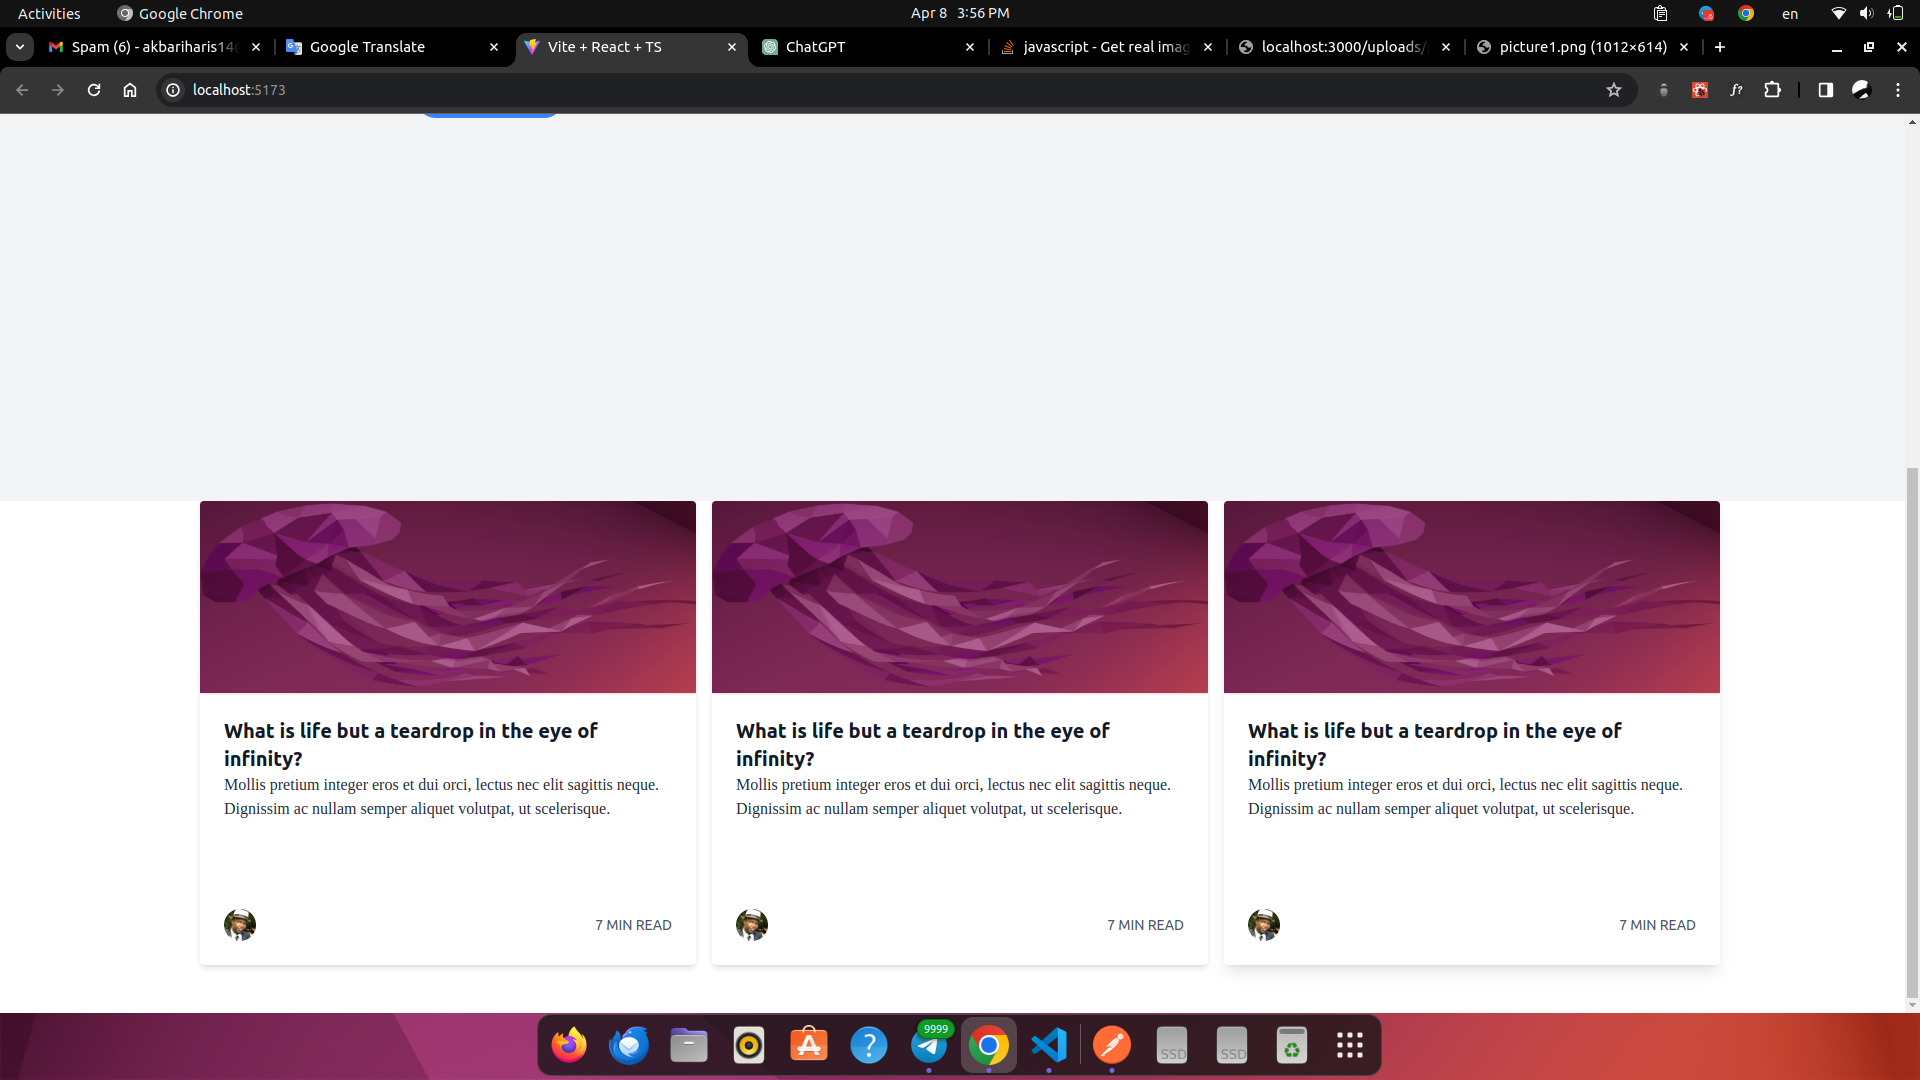 Activities
Google Chrome
Apr 8 3:56 PM
en
Spam (6) - akbariharis14
Google Translate
Vite + React + TS
ChatGPT
javascript - Get real imag
localhost:3000/uploads/
picture1.png (1012×614)
localhost:5173
f?
What is life but a teardrop in the eye of
infinity?
Mollis pretium integer eros et dui orci, lectus nec elit sagittis neque.
Dignissim ac nullam semper aliquet volutpat, ut scelerisque.
7 MIN READ
What is life but a teardrop in the eye of
infinity?
Mollis pretium integer eros et dui orci, lectus nec elit sagittis neque.
Dignissim ac nullam semper aliquet volutpat, ut scelerisque.
7 MIN READ
What is life but a teardrop in the eye of
infinity?
Mollis pretium integer eros et dui orci, lectus nec elit sagittis neque.
Dignissim ac nullam semper aliquet volutpat, ut scelerisque.
7 MIN READ
9999
?
SSD
SSD